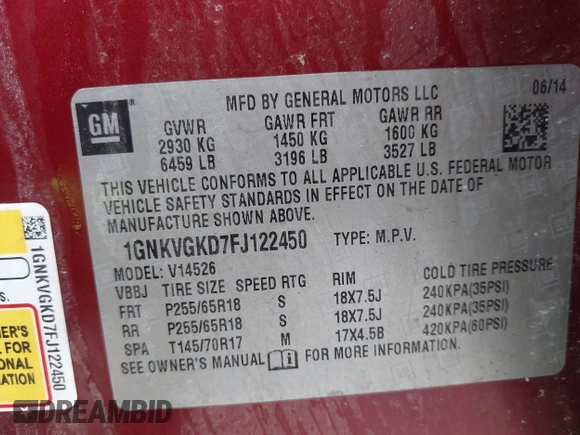 GM
MFD BY GENERAL MOTORS LLC 06/14
GVWR GAWR FRT GAWR RR
2930 KG 1450 KG 1600 KG
6459 LB 3196 LB 3527 LB
THIS VEHICLE CONFORMS TO ALL APPLICABLE U.S. FEDERAL MOTOR
VEHICLE SAFETY STANDARDS IN EFFECT ON THE DATE OF
MANUFACTURE SHOWN ABOVE.
1GNKVGKD7FJ122450 TYPE: M.P.V.
MODEL: V14526
VBBJ TIRE SIZE SPEED RTG RIM COLD TIRE PRESSURE
FRT P255/65R18 S 18X7.5J 240KPA(35PSI)
RR P255/65R18 S 18X7.5J 240KPA(35PSI)
SPA T145/70R17 M 17X4.5B 420KPA(60PSI)
SEE OWNER'S MANUAL FOR MORE INFORMATION.
1GNKVGKD7FJ122450
S.
NER'S
L FOR
ONAL
MATION
DREAMBID